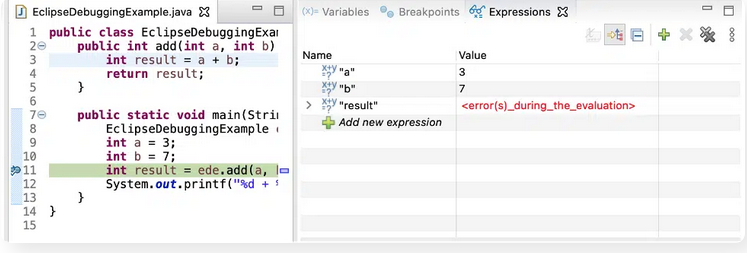 EclipseDebuggingExample.java
1 public class EclipseDebuggingExar
2 public int add(int a, int b)
3 int result = a + b;
4 return result;
5 }
6
7 public static void main(Strin
8 EclipseDebuggingExample
9 int a = 3;
10 int b = 7;
11 int result = ede.add(a,
12 System.out.printf("%d +
13 }
14 }
15
(x)= Variables
Breakpoints
Expressions
Name Value
"a" 3
"b" 7
"result" <error(s)_during_the_evaluation>
Add new expression